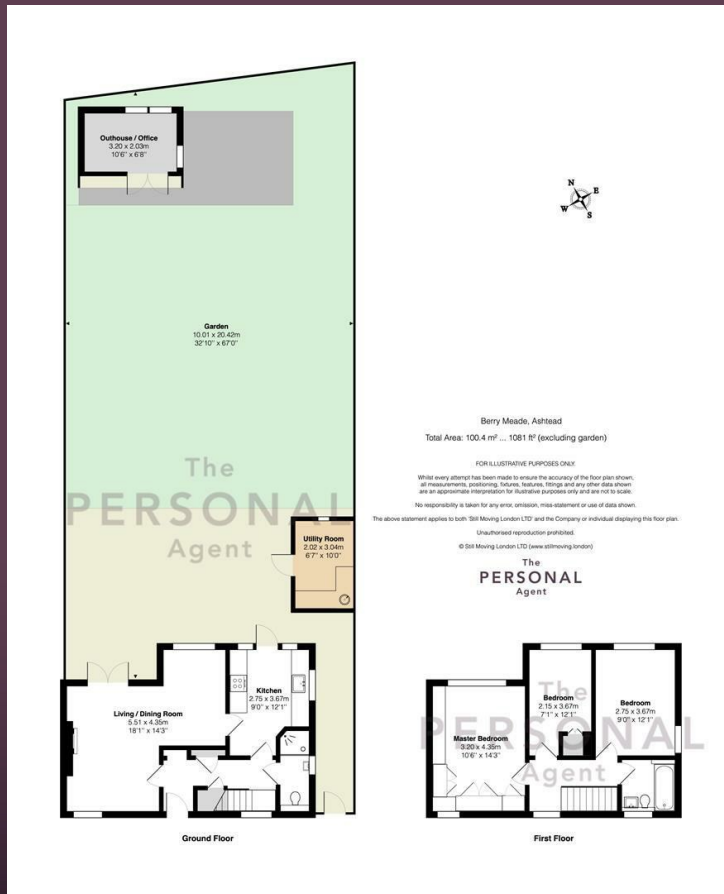 Outhouse / Office
3.20 x 2.03m
10'6" x 6'8"
N
E
W
S
Garden
10.01 x 20.42m
32'10" x 67'0"
Berry Meade, Ashtead
Total Area: 100.4 m² ... 1081 ft² (excluding garden)
FOR ILLUSTRATIVE PURPOSES ONLY
Whilst every attempt has been made to ensure the accuracy of the floor plan shown,
all measurements, positioning, fixtures, features, fittings and any other data shown
are an approximate interpretation for illustrative purposes only and are not to scale.
No responsibility is taken for any error, omission, miss-statement or use of data shown.
The above statement applies to both 'Still Moving London LTD' and the Company or individual displaying this floor plan.
Unauthorised reproduction prohibited.
© Still Moving London LTD (www.stillmoving.london)
The
PERSONAL
Agent
The
PERSONAL
Agent
Utility Room
2.02 x 3.04m
6'7" x 10'0"
Kitchen
2.75 x 3.67m
9'0" x 12'1"
Living / Dining Room
5.51 x 4.35m
18'1" x 14'3"
Ground Floor
Bedroom
2.15 x 3.67m
7'1" x 12'1"
Bedroom
2.75 x 3.67m
9'0" x 12'1"
Master Bedroom
3.20 x 4.35m
10'6" x 14'3"
The
PERSONAL
Agent
First Floor